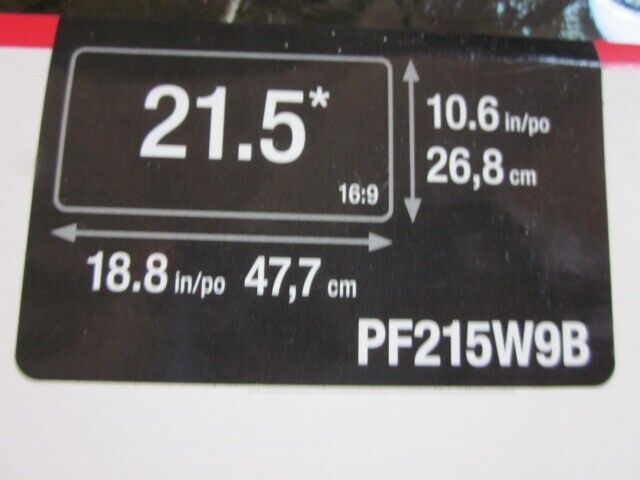 21.5*
16:9
10.6 in/po
26,8 cm
18.8 in/po 47,7 cm
PF215W9B